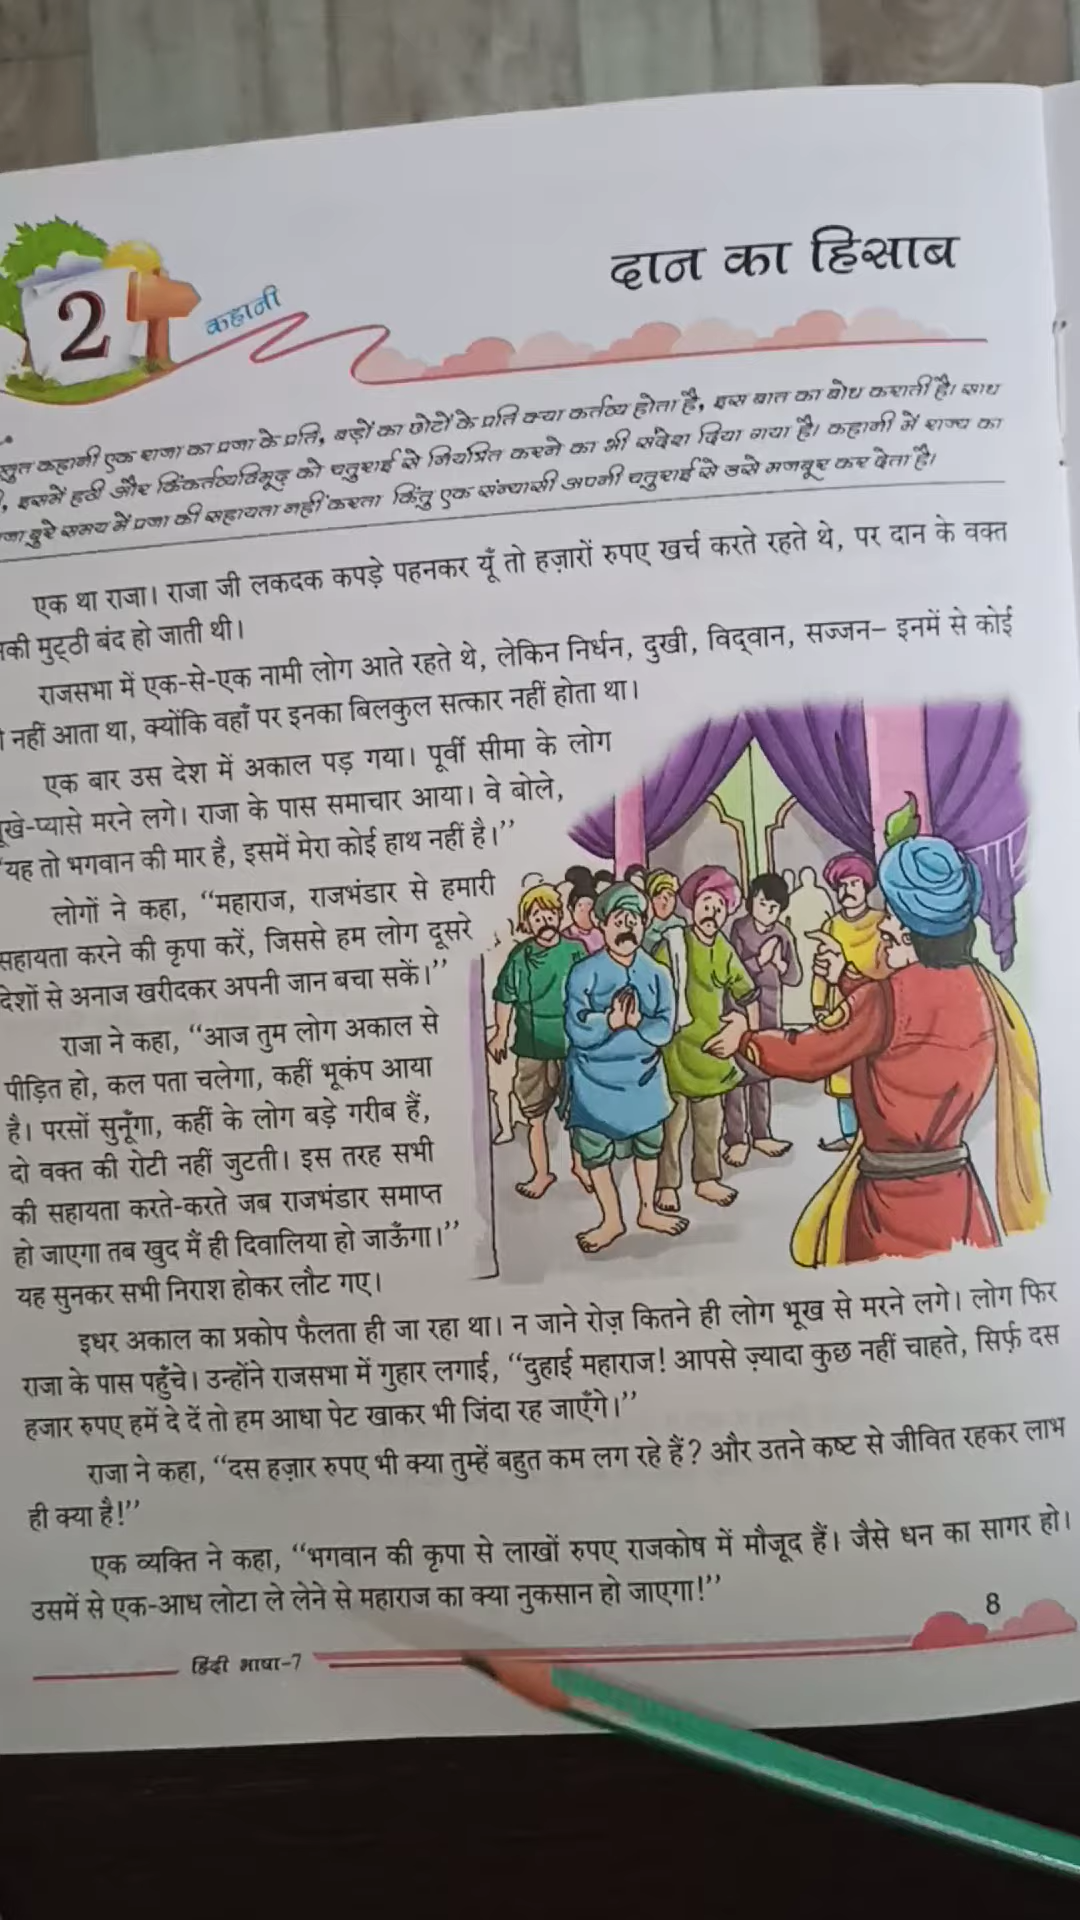 दान का हिसाब
2
कहानी
कहानी एक राजा का प्रजा के प्रति, बड़ों का छोटों के प्रति क्या कर्तव्य होता है, इस बात का बोध कराती है। साथ
इसमें हठी और किंकर्तव्यविमूढ़ को चतुराई से नियंत्रित करने का भी संदेश दिया गया है। कहानी में राज्य का
बुरे समय में प्रजा की सहायता नहीं करता किंतु एक संन्यासी अपनी चतुराई से उसे मजबूर कर देता है।
एक था राजा। राजा जी लकदक कपड़े पहनकर यूँ तो हज़ारों रुपए खर्च करते रहते थे, पर दान के वक्त
मुट्ठी बंद हो जाती थी।
राजसभा में एक-से-एक नामी लोग आते रहते थे, लेकिन निर्धन, दुखी, विद्वान, सज्जन– इनमें से कोई
नहीं आता था, क्योंकि वहाँ पर इनका बिलकुल सत्कार नहीं होता था।
एक बार उस देश में अकाल पड़ गया। पूर्वी सीमा के लोग
प्यासे मरने लगे। राजा के पास समाचार आया। वे बोले,
“यह तो भगवान की मार है, इसमें मेरा कोई हाथ नहीं है।”
लोगों ने कहा, “महाराज, राजभंडार से हमारी
सहायता करने की कृपा करें, जिससे हम लोग दूसरे
देशों से अनाज खरीदकर अपनी जान बचा सकें।”
राजा ने कहा, “आज तुम लोग अकाल से
पीड़ित हो, कल पता चलेगा, कहीं भूकंप आया
है। परसों सुनूँगा, कहीं के लोग बड़े गरीब हैं,
दो वक्त की रोटी नहीं जुटती। इस तरह सभी
की सहायता करते-करते जब राजभंडार समाप्त
हो जाएगा तब खुद मैं ही दिवालिया हो जाऊँगा।”
यह सुनकर सभी निराश होकर लौट गए।
इधर अकाल का प्रकोप फैलता ही जा रहा था। न जाने रोज़ कितने ही लोग भूख से मरने लगे। लोग फिर
राजा के पास पहुँचे। उन्होंने राजसभा में गुहार लगाई, “दुहाई महाराज! आपसे ज़्यादा कुछ नहीं चाहते, सिर्फ़ दस
हजार रुपए हमें दे दें तो हम आधा पेट खाकर भी जिंदा रह जाएँगे।”
राजा ने कहा, “दस हज़ार रुपए भी क्या तुम्हें बहुत कम लग रहे हैं? और उतने कष्ट से जीवित रहकर लाभ
ही क्या है!”
एक व्यक्ति ने कहा, “भगवान की कृपा से लाखों रुपए राजकोष में मौजूद हैं। जैसे धन का सागर हो।
उसमें से एक-आध लोटा ले लेने से महाराज का क्या नुकसान हो जाएगा!”
8
हिंदी भाषा-7